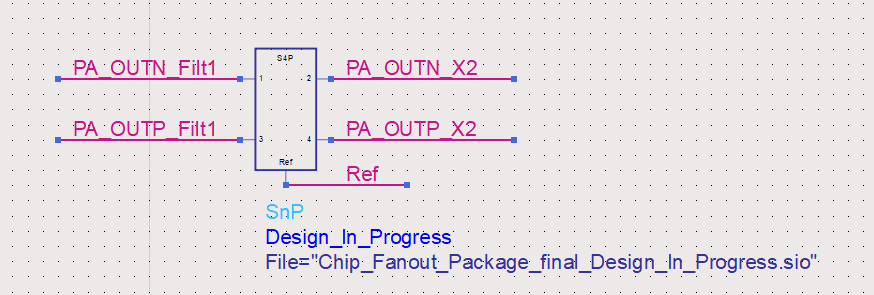 S4P
PA_OUTN_Filt1
1
2
PA_OUTN_X2
PA_OUTP_Filt1
3
4
PA_OUTP_X2
Ref
Ref
SnP
Design_In_Progress
File="Chip_Fanout_Package_final_Design_In_Progress.sio"